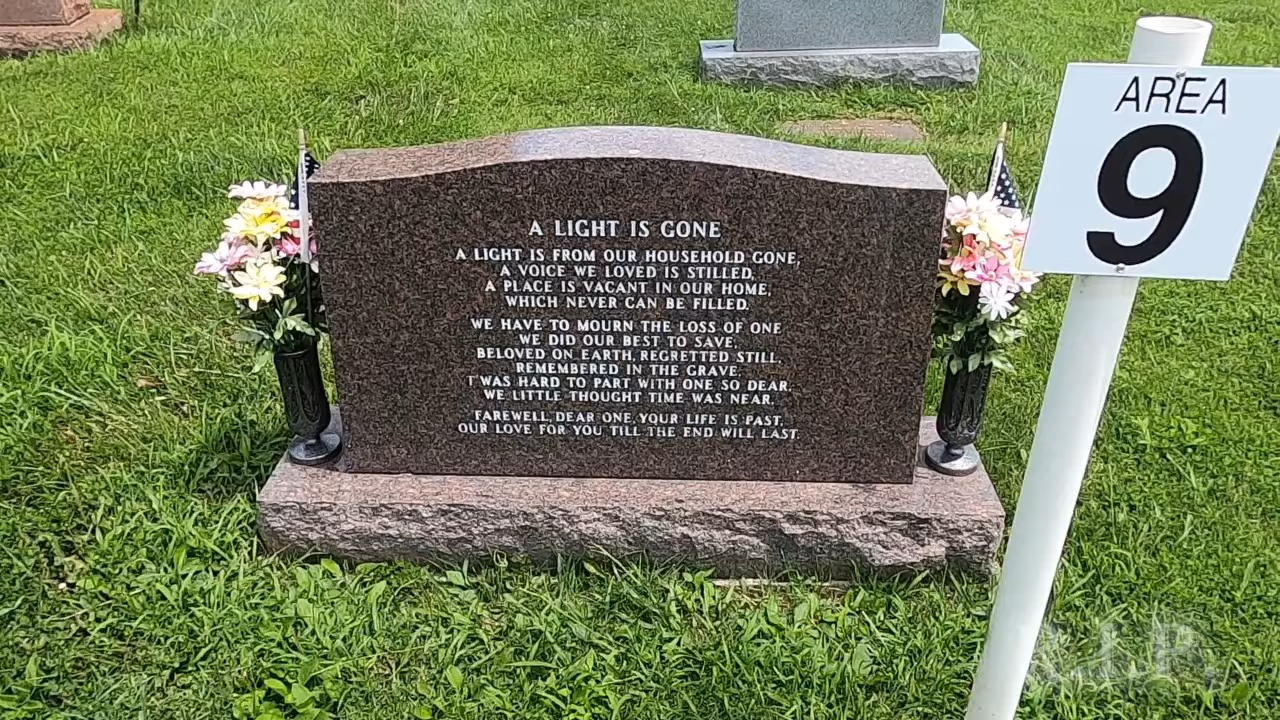 A LIGHT IS GONE
A LIGHT IS FROM OUR HOUSEHOLD GONE,
A VOICE WE LOVED IS STILLED,
A PLACE IS VACANT IN OUR HOME,
WHICH NEVER CAN BE FILLED.
WE HAVE TO MOURN THE LOSS OF ONE
WE DID OUR BEST TO SAVE,
BELOVED ON EARTH, REGRETTED STILL,
REMEMBERED IN THE GRAVE,
T'WAS HARD TO PART WITH ONE SO DEAR,
WE LITTLE THOUGHT TIME WAS NEAR.
FAREWELL, DEAR ONE, YOUR LIFE IS PAST,
OUR LOVE FOR YOU TILL THE END WILL LAST.
AREA
9